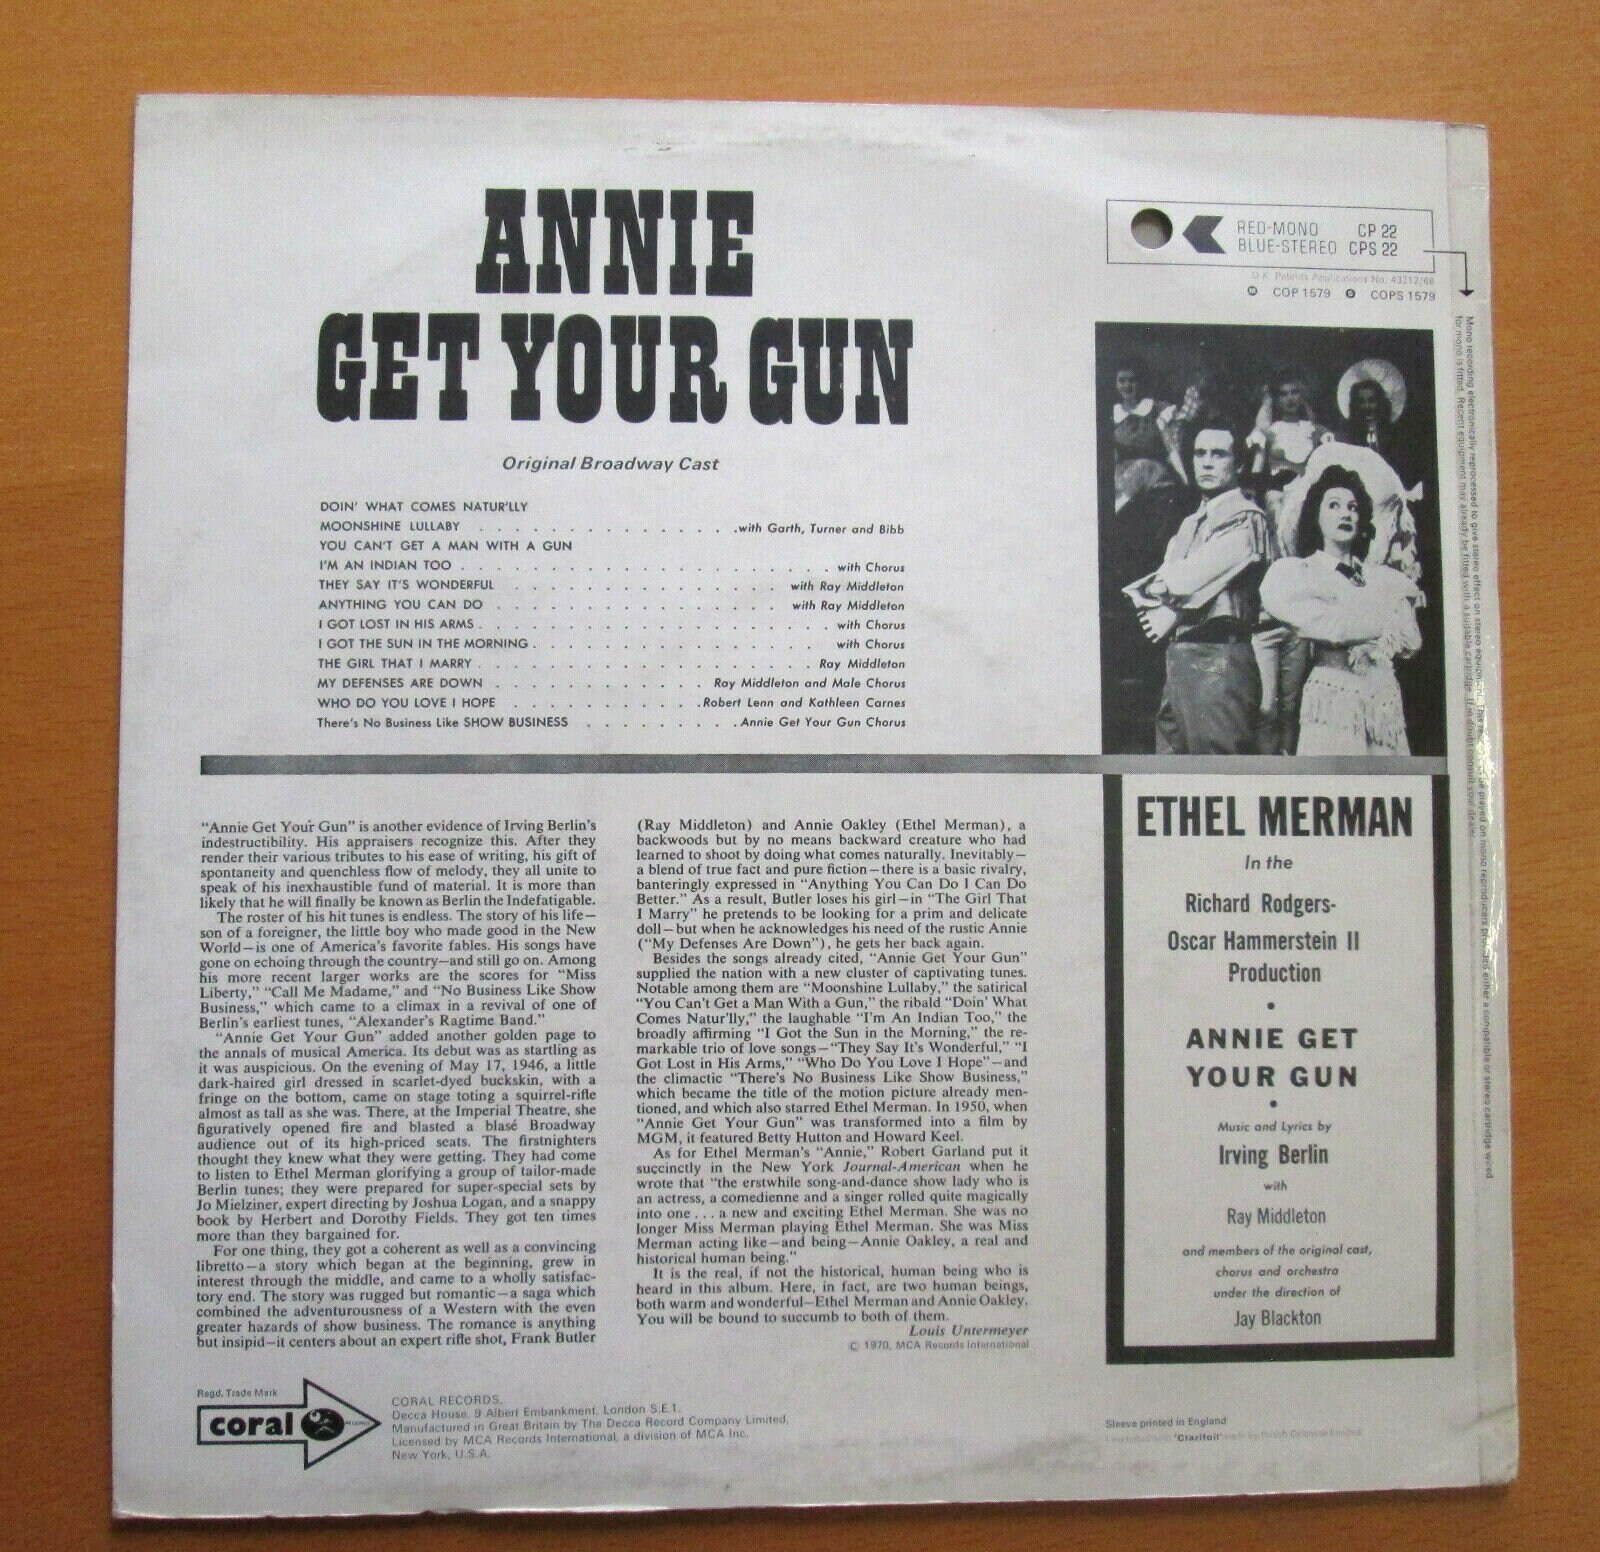 ANNIE
GET YOUR GUN
Original Broadway Cast
DOIN' WHAT COMES NATUR'LLY
MOONSHINE LULLABY . . . . . . . . . . . . . . . with Garth, Turner and Bibb
YOU CAN'T GET A MAN WITH A GUN
I'M AN INDIAN TOO . . . . . . . . . . . . . . . . . . . . . with Chorus
THEY SAY IT'S WONDERFUL . . . . . . . . . . . . . . . with Ray Middleton
ANYTHING YOU CAN DO . . . . . . . . . . . . . . . . with Ray Middleton
I GOT LOST IN HIS ARMS . . . . . . . . . . . . . . . . . . . . with Chorus
I GOT THE SUN IN THE MORNING . . . . . . . . . . . . . . . . with Chorus
THE GIRL THAT I MARRY . . . . . . . . . . . . . . . . . . . Ray Middleton
MY DEFENSES ARE DOWN . . . . . . . . . . . . Ray Middleton and Male Chorus
WHO DO YOU LOVE I HOPE . . . . . . . . . . . Robert Lenn and Kathleen Carnes
There's No Business Like SHOW BUSINESS . . . . . . . . . Annie Get Your Gun Chorus
RED-MONO CP 22
BLUE-STEREO CPS 22
U.K. Patents Applications No. 43212/66
M COP 1579 S COPS 1579
"Annie Get Your Gun" is another evidence of Irving Berlin's
indestructibility. His appraisers recognize this. After they
render their various tributes to his ease of writing, his gift of
spontaneity and quenchless flow of melody, they all unite to
speak of his inexhaustible fund of material. It is more than
likely that he will finally be known as Berlin the Indefatigable.
The roster of his hit tunes is endless. The story of his life—
son of a foreigner, the little boy who made good in the New
World—is one of America's favorite fables. His songs have
gone on echoing through the country—and still go on. Among
his more recent larger works are the scores for "Miss
Liberty," "Call Me Madame," and "No Business Like Show
Business," which came to a climax in a revival of one of
Berlin's earliest tunes, "Alexander's Ragtime Band."
"Annie Get Your Gun" added another golden page to
the annals of musical America. Its debut was as startling as
it was auspicious. On the evening of May 17, 1946, a little
dark-haired girl dressed in scarlet-dyed buckskin, with a
fringe on the bottom, came on stage toting a squirrel-rifle
almost as tall as she was. There, at the Imperial Theatre, she
figuratively opened fire and blasted a blasé Broadway
audience out of its high-priced seats. The firstnighters
thought they knew what they were getting. They had come
to listen to Ethel Merman glorifying a group of tailor-made
Berlin tunes; they were prepared for super-special sets by
Jo Mielziner, expert directing by Joshua Logan, and a snappy
book by Herbert and Dorothy Fields. They got ten times
more than they bargained for.
For one thing, they got a coherent as well as a convincing
libretto—a story which began at the beginning, grew in
interest through the middle, and came to a wholly satisfac-
tory end. The story was rugged but romantic—a saga which
combined the adventurousness of a Western with the even
greater hazards of show business. The romance is anything
but insipid—it centers about an expert rifle shot, Frank Butler
(Ray Middleton) and Annie Oakley (Ethel Merman), a
backwoods but by no means backward creature who had
learned to shoot by doing what comes naturally. Inevitably—
a blend of true fact and pure fiction—there is a basic rivalry,
banteringly expressed in "Anything You Can Do I Can Do
Better." As a result, Butler loses his girl—in "The Girl That
I Marry" he pretends to be looking for a prim and delicate
doll—but when he acknowledges his need of the rustic Annie
("My Defenses Are Down"), he gets her back again.
Besides the songs already cited, "Annie Get Your Gun"
supplied the nation with a new cluster of captivating tunes.
Notable among them are "Moonshine Lullaby," the satirical
"You Can't Get a Man With a Gun," the ribald "Doin' What
Comes Natur'lly," the laughable "I'm An Indian Too," the
broadly affirming "I Got the Sun in the Morning," the re-
markable trio of love songs—"They Say It's Wonderful," "I
Got Lost in His Arms," "Who Do You Love I Hope"—and
the climactic "There's No Business Like Show Business,"
which became the title of the motion picture already men-
tioned, and which also starred Ethel Merman. In 1950, when
"Annie Get Your Gun" was transformed into a film by
MGM, it featured Betty Hutton and Howard Keel.
As for Ethel Merman's "Annie," Robert Garland put it
succinctly in the New York Journal-American when he
wrote that "the erstwhile song-and-dance show lady who is
an actress, a comedienne and a singer rolled quite magically
into one . . . a new and exciting Ethel Merman. She was no
longer Miss Merman playing Ethel Merman. She was Miss
Merman acting like—and being—Annie Oakley, a real and
historical human being."
It is the real, if not the historical, human being who is
heard in this album. Here, in fact, are two human beings,
both warm and wonderful—Ethel Merman and Annie Oakley.
You will be bound to succumb to both of them.
Louis Untermeyer
© 1970, MCA Records International
ETHEL MERMAN
In the
Richard Rodgers-
Oscar Hammerstein II
Production
•
ANNIE GET
YOUR GUN
•
Music and Lyrics by
Irving Berlin
with
Ray Middleton
and members of the original cast,
chorus and orchestra
under the direction of
Jay Blackton
Mono recording electronically reprocessed to give stereo effect on stereo equipment.
for mono is fitted. Recent equipment may already be fitted with a suitable cartridge. If in doubt consult your dealer.
Regd. Trade Mark
coral
RECORDS
CORAL RECORDS,
Decca House, 9 Albert Embankment, London S.E.1.
Manufactured in Great Britain by The Decca Record Company Limited,
Licensed by MCA Records International, a division of MCA Inc.
New York, U.S.A.
Sleeve printed in England
'Clarifoil' made by British Celanese Limited